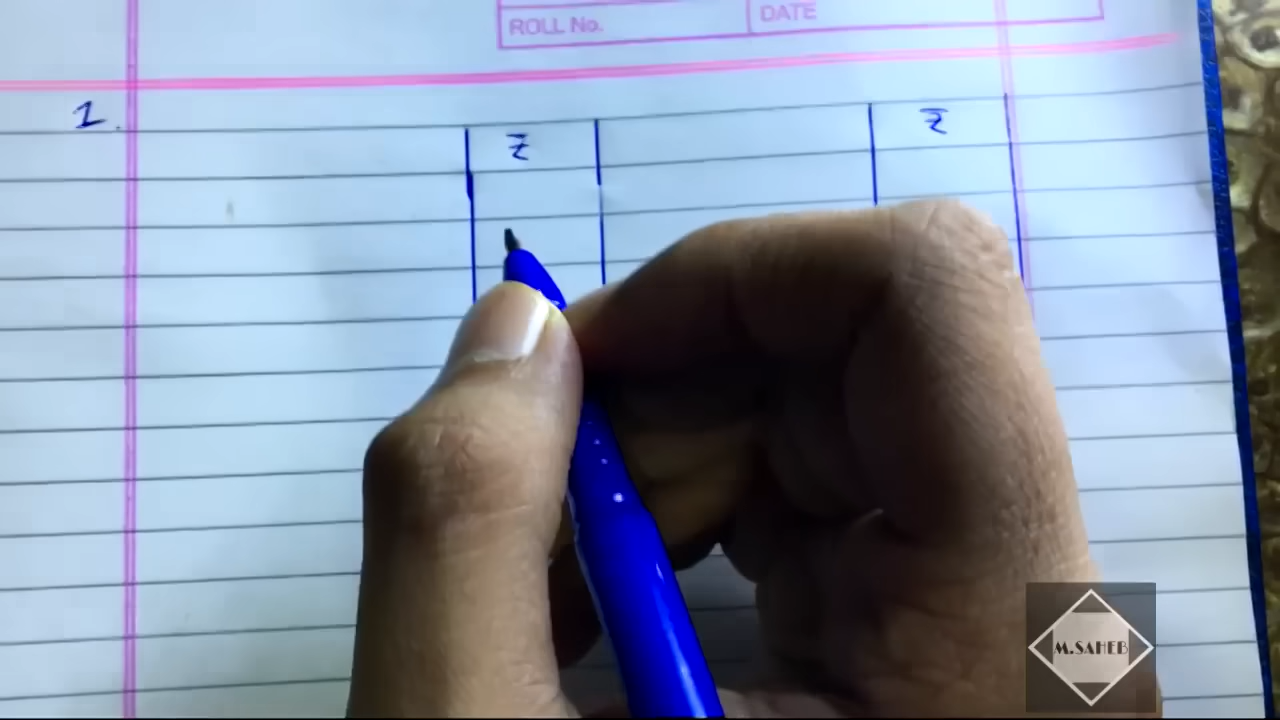 ROLL No. DATE
1.
₹ ₹
M.SAHEB